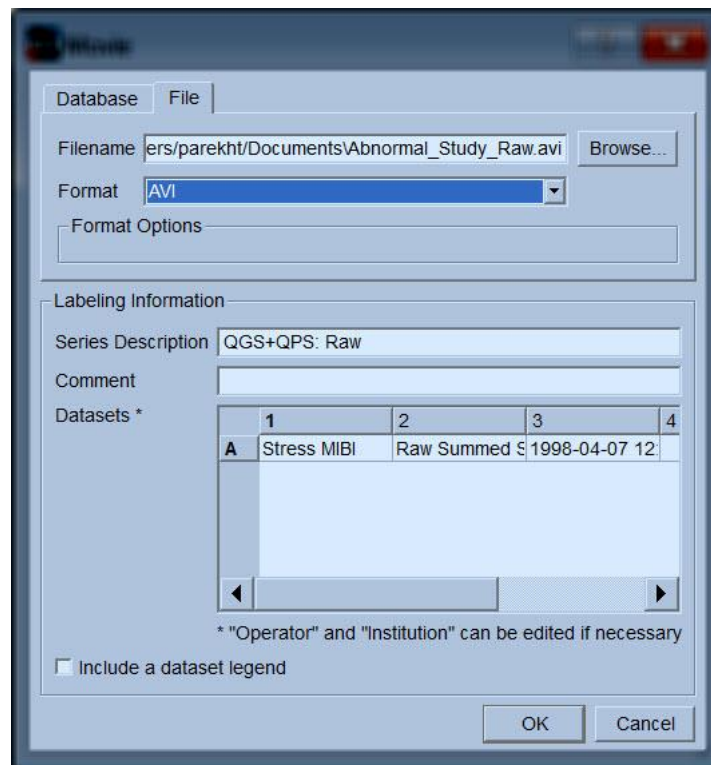 Movie
Database File
Filename ers/parekht/Documents\Abnormal_Study_Raw.avi Browse...
Format AVI
Format Options
Labeling Information
Series Description QGS+QPS: Raw
Comment
Datasets *
1 2 3 4
A Stress MIBI Raw Summed S 1998-04-07 12:
* "Operator" and "Institution" can be edited if necessary
Include a dataset legend
OK Cancel